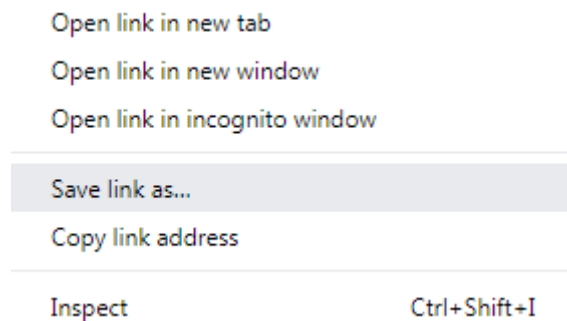 Open link in new tab
Open link in new window
Open link in incognito window
Save link as...
Copy link address
Inspect Ctrl+Shift+I